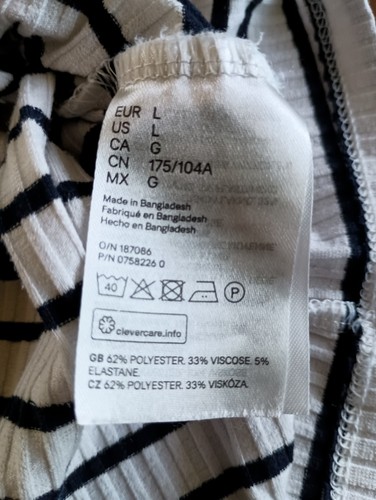 EUR L
US L
CA G
CN 175/104A
MX G
Made in Bangladesh
Fabriqué en Bangladesh
Hecho en Bangladesh
O/N 187086
P/N 0758226 0
40 P
clevercare.info
GB 62% POLYESTER. 33% VISCOSE. 5%
ELASTANE.
CZ 62% POLYESTER. 33% VISKÓZA.